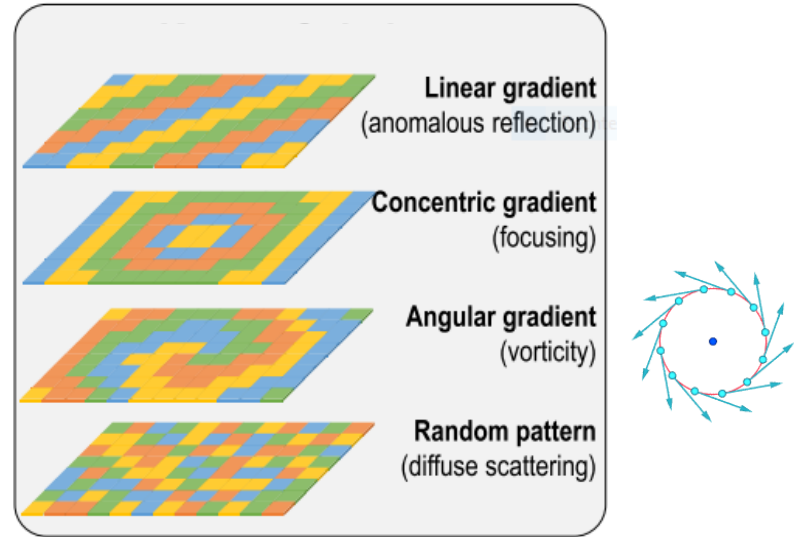 Linear gradient
(anomalous reflection)
Concentric gradient
(focusing)
Angular gradient
(vorticity)
Random pattern
(diffuse scattering)